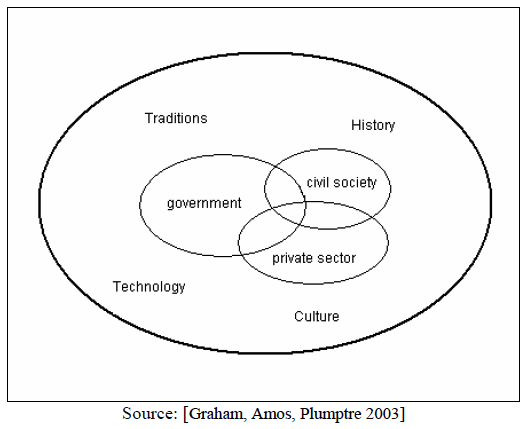 Traditions
History
civil society
government
private sector
Technology
Culture
Source: [Graham, Amos, Plumptre 2003]